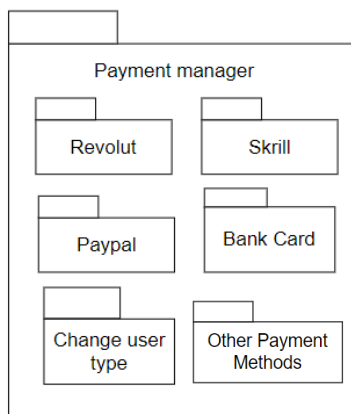 Payment manager
Revolut
Skrill
Paypal
Bank Card
Change user
type
Other Payment
Methods